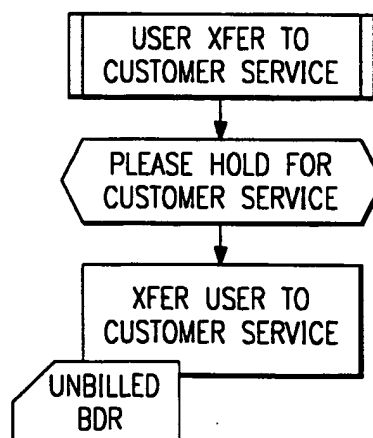 USER XFER TO
CUSTOMER SERVICE
PLEASE HOLD FOR
CUSTOMER SERVICE
XFER USER TO
CUSTOMER SERVICE
UNBILLED
BDR